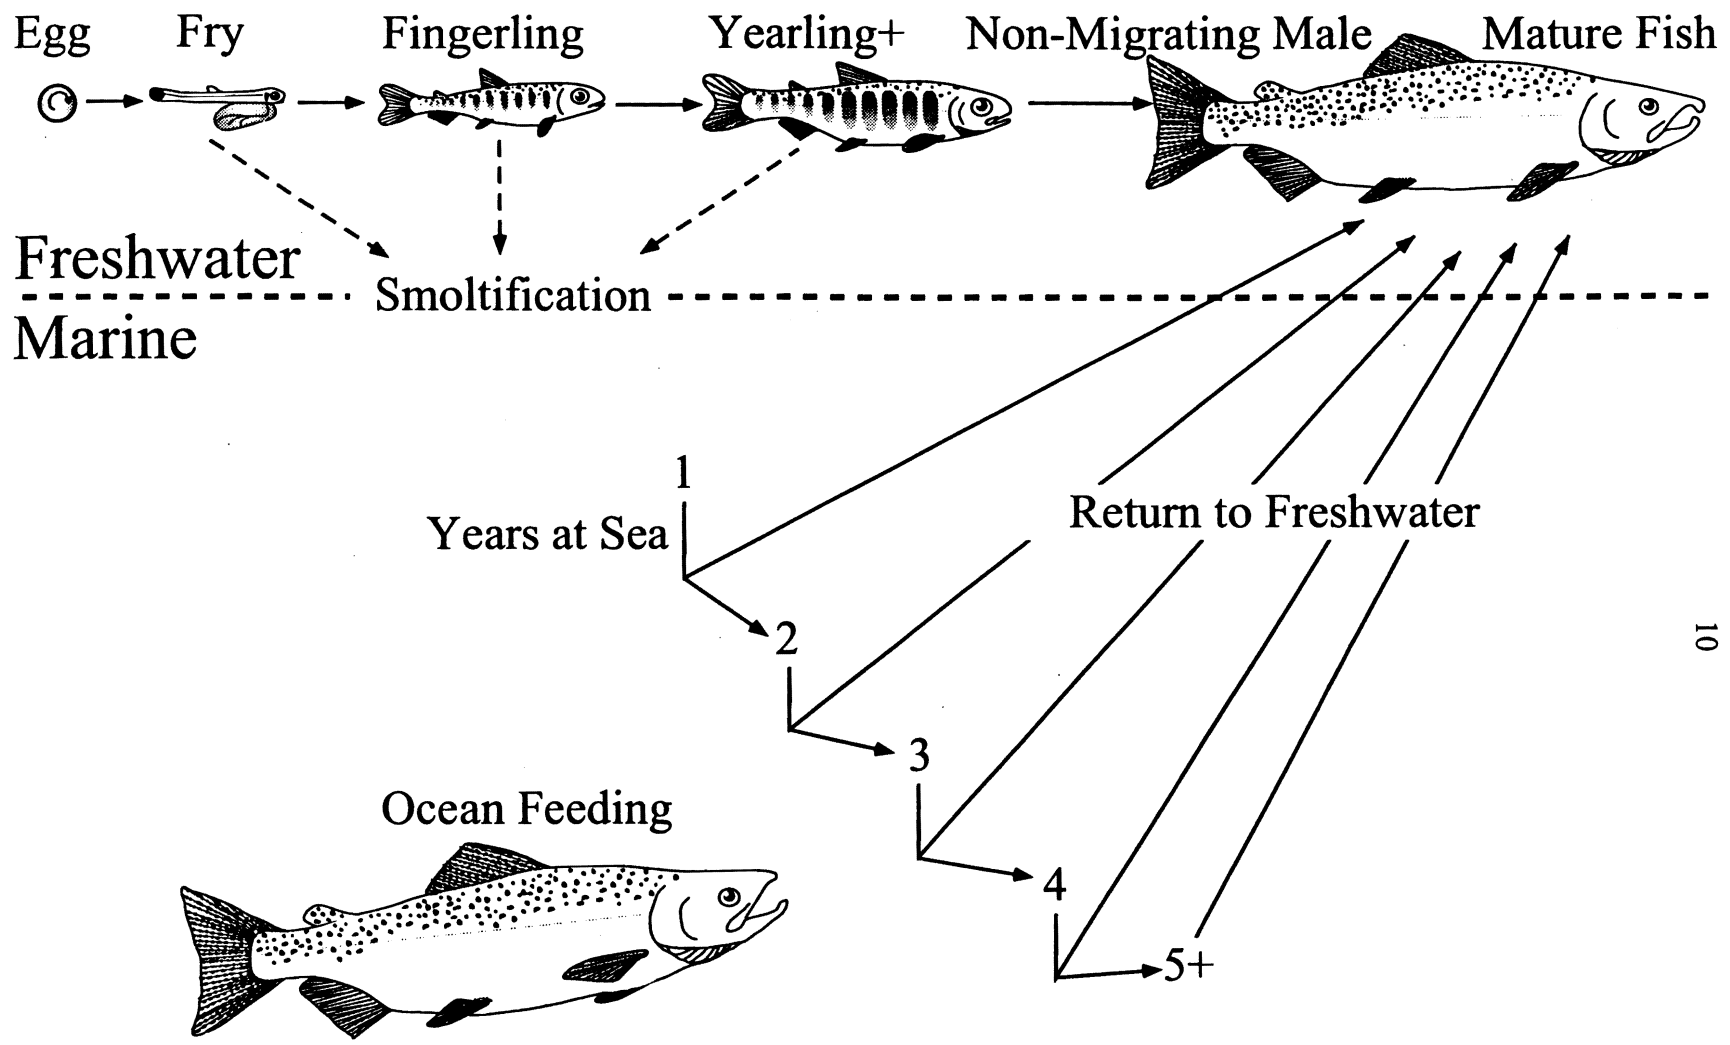 Egg Fry Fingerling Yearling+ Non-Migrating Male Mature Fish
Freshwater
Smoltification
Marine
1
Years at Sea
Return to Freshwater
2
10
3
Ocean Feeding
4
5+